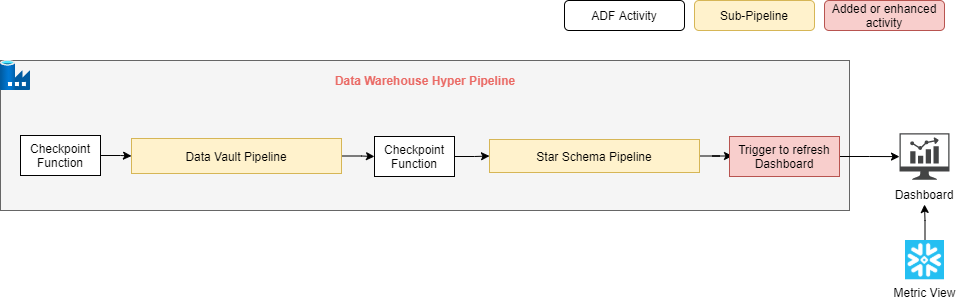 ADF Activity
Sub-Pipeline
Added or enhanced
activity
Data Warehouse Hyper Pipeline
Checkpoint
Function
Data Vault Pipeline
Checkpoint
Function
Star Schema Pipeline
Trigger to refresh
Dashboard
Dashboard
Metric View